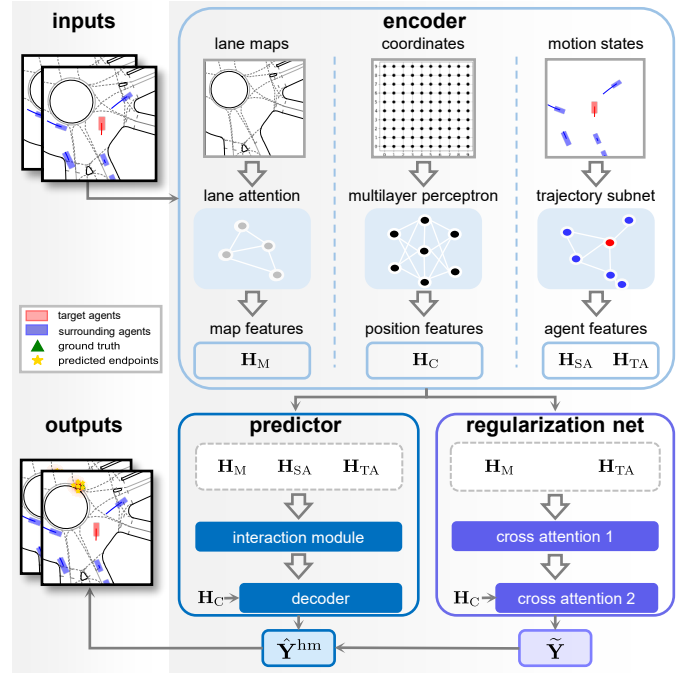 inputs
encoder
lane maps
coordinates
motion states
lane attention
multilayer perceptron
trajectory subnet
map features
position features
agent features
H_M
H_C
H_SA H_TA
target agents
surrounding agents
ground truth
predicted endpoints
outputs
predictor
regularization net
H_M H_SA H_TA
H_M H_TA
interaction module
cross attention 1
H_C
decoder
H_C
cross attention 2
Ŷ^hm
Ỹ